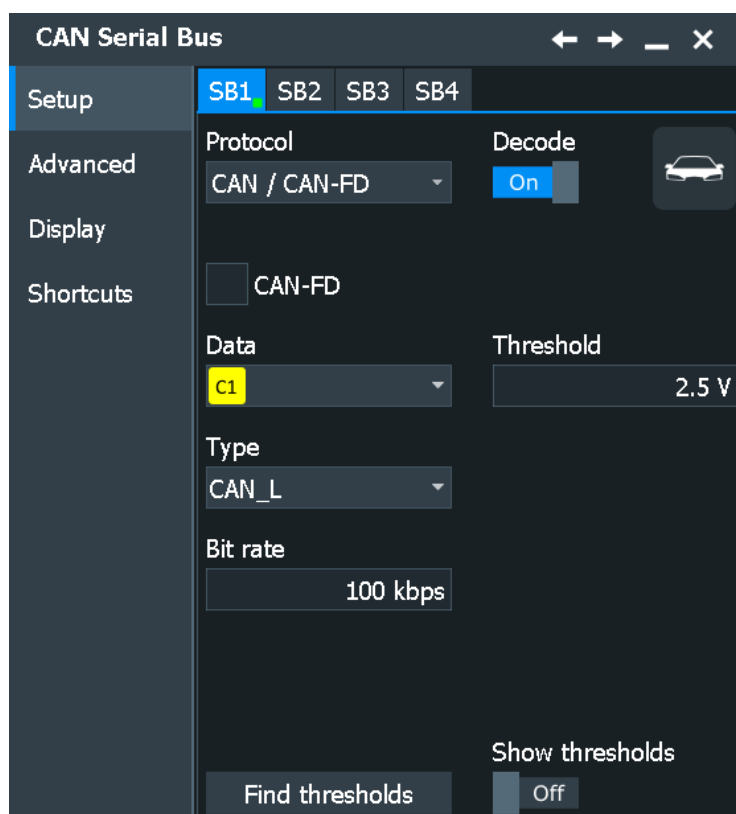 CAN Serial Bus
Setup
Advanced
Display
Shortcuts
SB1 SB2 SB3 SB4
Protocol
CAN / CAN-FD
Decode
On
CAN-FD
Data
C1
Threshold
2.5 V
Type
CAN_L
Bit rate
100 kbps
Show thresholds
Find thresholds
Off